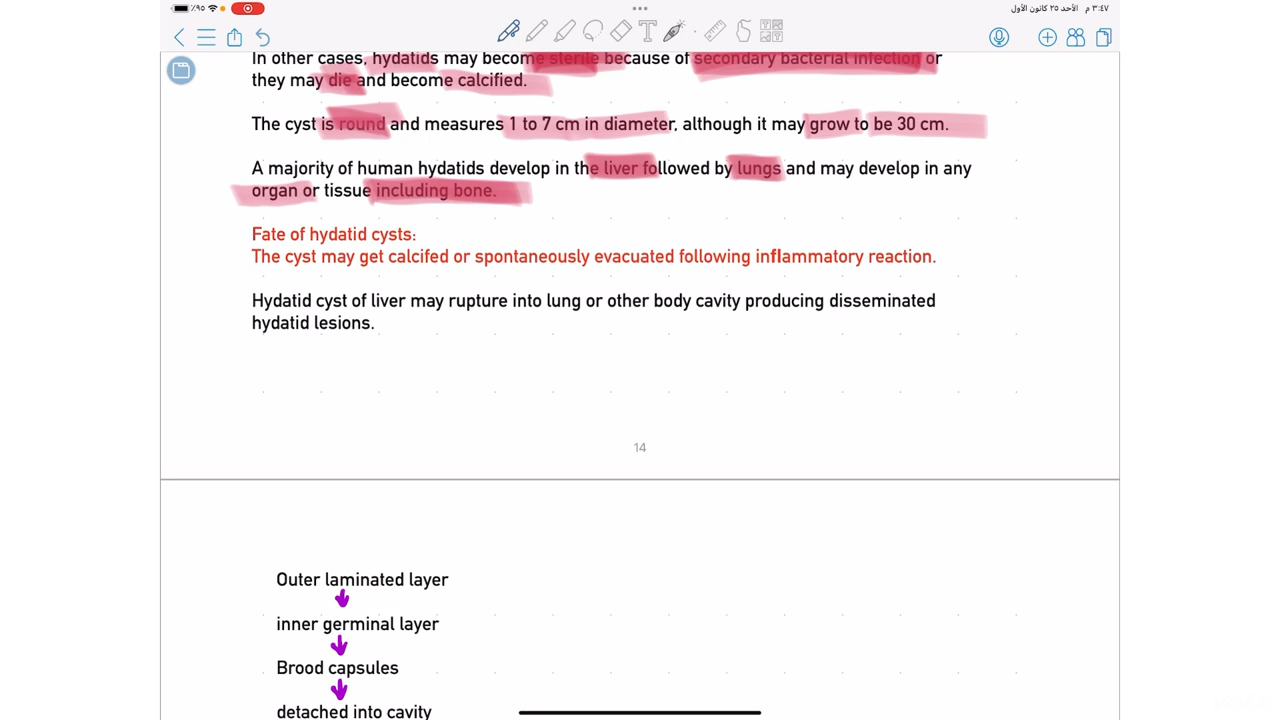 ٣:٤٧ م الأحد ٢٥ كانون الأول
٪٩٥
In other cases, hydatids may become sterile because of secondary bacterial infection or
they may die and become calcified.
The cyst is round and measures 1 to 7 cm in diameter, although it may grow to be 30 cm.
A majority of human hydatids develop in the liver followed by lungs and may develop in any
organ or tissue including bone.
Fate of hydatid cysts:
The cyst may get calcifed or spontaneously evacuated following inflammatory reaction.
Hydatid cyst of liver may rupture into lung or other body cavity producing disseminated
hydatid lesions.
14
Outer laminated layer
inner germinal layer
Brood capsules
detached into cavity